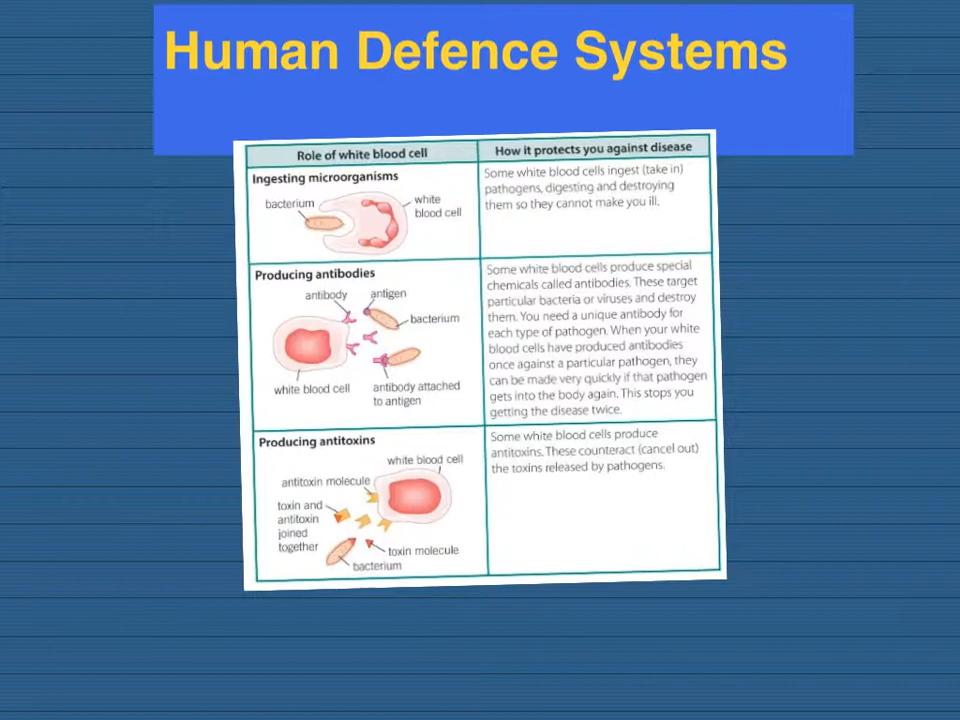 Human Defence Systems
Role of white blood cell
How it protects you against disease
Ingesting microorganisms
bacterium
white
blood cell
Some white blood cells ingest (take in)
pathogens, digesting and destroying
them so they cannot make you ill.
Producing antibodies
antibody
antigen
bacterium
white blood cell
antibody attached
to antigen
Some white blood cells produce special
chemicals called antibodies. These target
particular bacteria or viruses and destroy
them. You need a unique antibody for
each type of pathogen. When your white
blood cells have produced antibodies
once against a particular pathogen, they
can be made very quickly if that pathogen
gets into the body again. This stops you
getting the disease twice.
Producing antitoxins
white blood cell
antitoxin molecule
toxin and
antitoxin
joined
together
toxin molecule
bacterium
Some white blood cells produce
antitoxins. These counteract (cancel out)
the toxins released by pathogens.